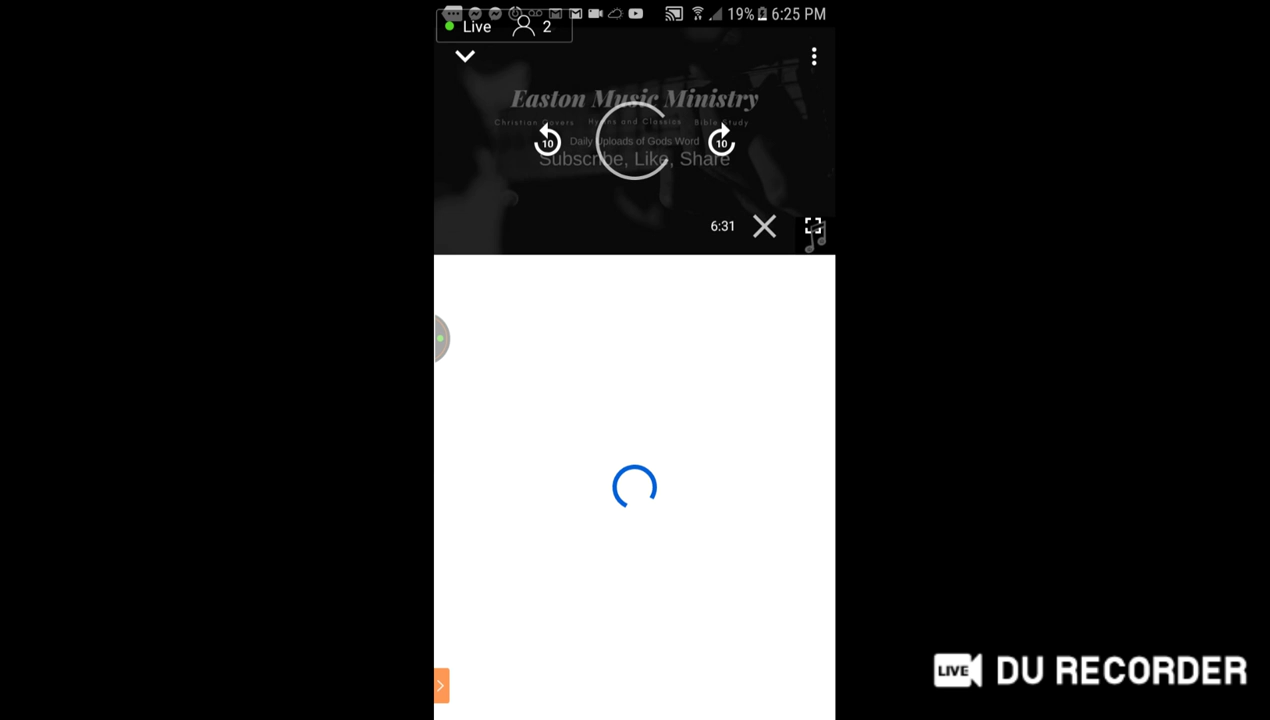 19% 6:25 PM
Live 2
Easton Music Ministry
Christian Covers Hymns and Classics Bible Study
10 Daily Uploads of Gods Word 10
Subscribe, Like, Share
6:31
LIVE DU RECORDER